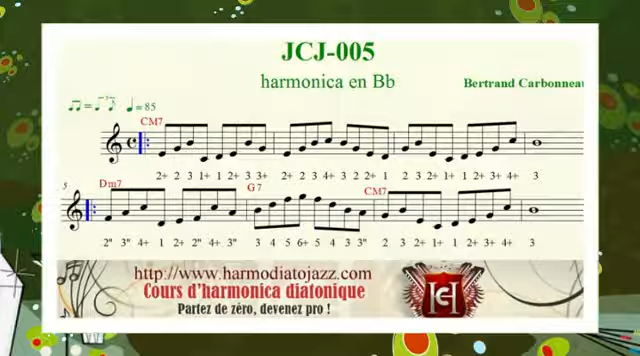 JCJ-005
harmonica en Bb
Bertrand Carbonneau
= 85
CM7
2+ 2 3 1+ 1 2+ 3 3+ 2+ 3 3+ 4 3+ 3 2+ 2 1 2 3 2+ 1+ 2+ 3+ 4+ 3
5
Dm7 G7 CM7
2" 3" 4+ 1 2+ 2" 4+ 3" 3 4 5 6+ 5 4 3 3" 2 3 2+ 1+ 1 2+ 3+ 4+ 3
http://www.harmodiatojazz.com
Cours d'harmonica diatonique
Partez de zéro, devenez pro !
HCJ